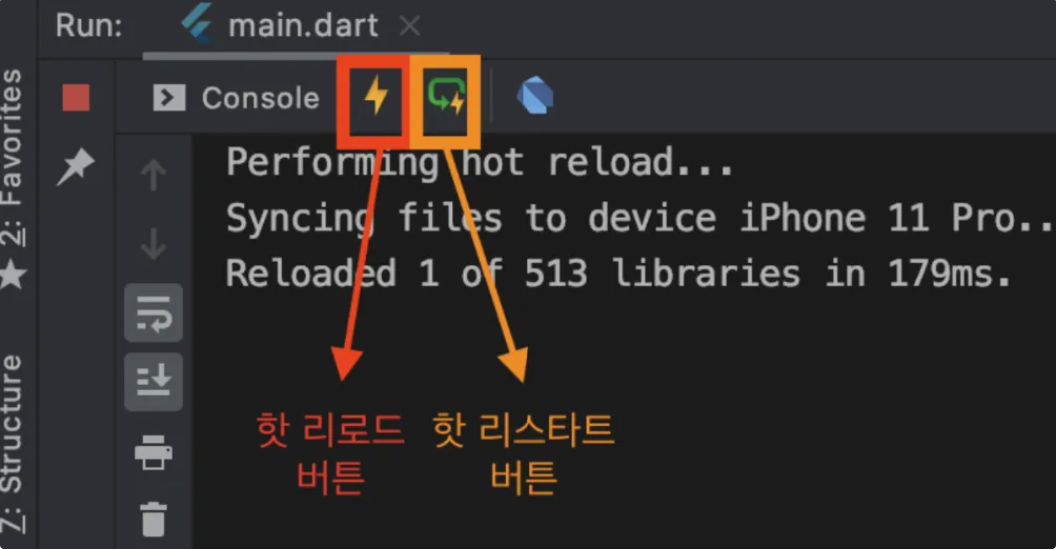 Run: main.dart
2: Favorites
Console
Performing hot reload...
Syncing files to device iPhone 11 Pro..
Reloaded 1 of 513 libraries in 179ms.
7: Structure
핫 리로드
버튼
핫 리스타트
버튼